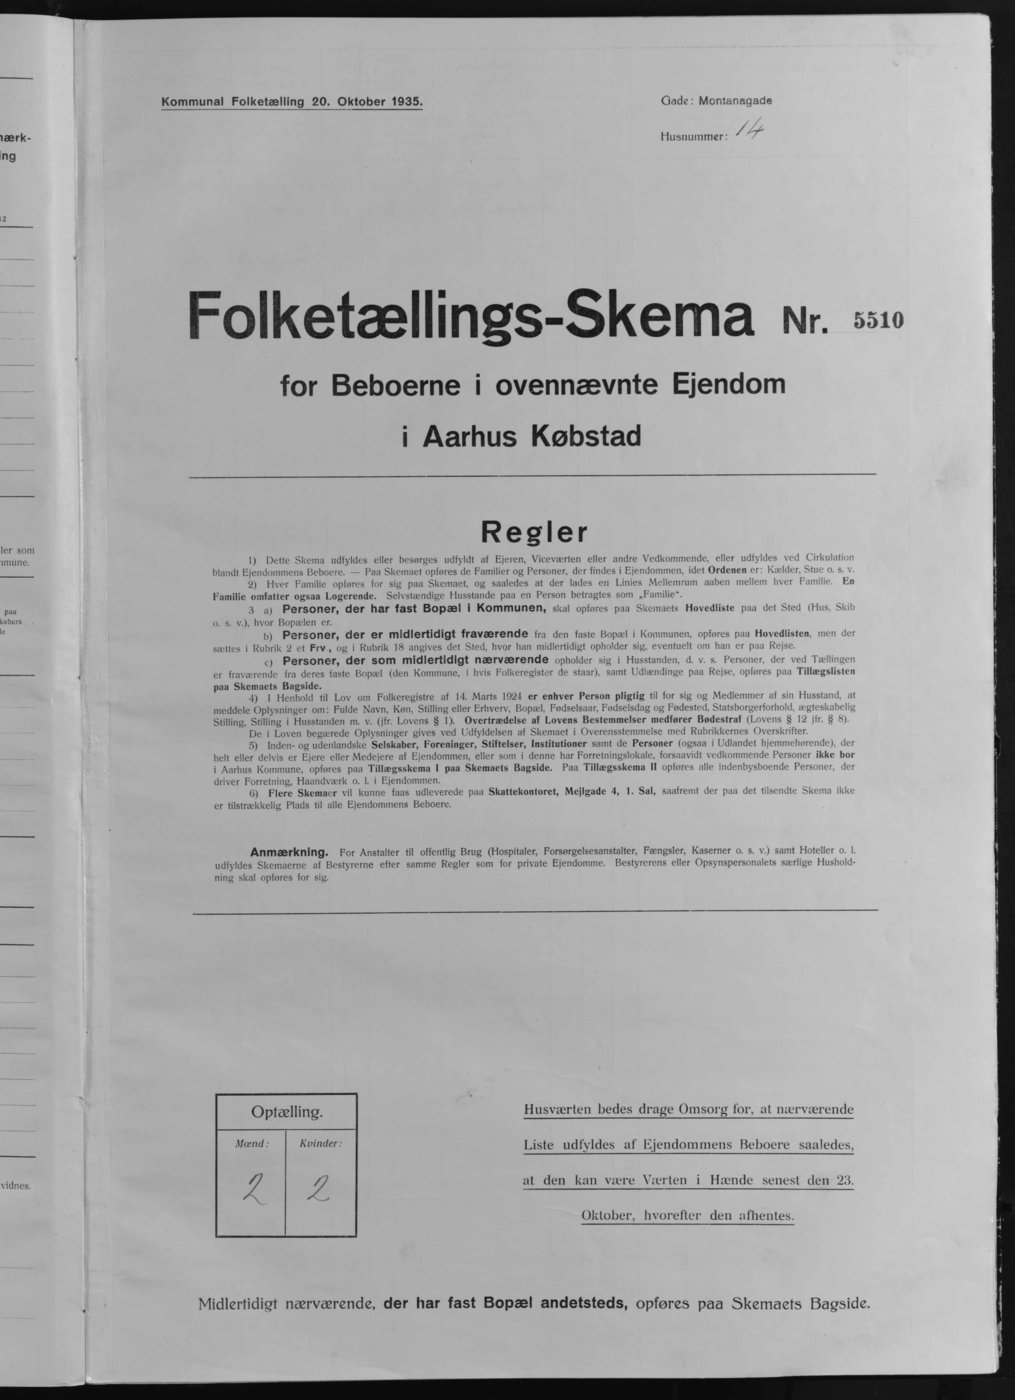 nærk-
ing
12
ler som
nmune.
paa
kabers
le
vidnes.
Kommunal Folketælling 20. Oktober 1935.
Gade: Montanagade
Husnummer: 14
Folketællings-Skema Nr. 5510
for Beboerne i ovennævnte Ejendom
i Aarhus Købstad
Regler
1) Dette Skema udfyldes eller besørges udfyldt af Ejeren, Viceværten eller andre Vedkommende, eller udfyldes ved Cirkulation
blandt Ejendommens Beboere. — Paa Skemaet opføres de Familier og Personer, der findes i Ejendommen, idet Ordenen er: Kælder, Stue o. s. v.
2) Hver Familie opføres for sig paa Skemaet, og saaledes at der lades en Linies Mellemrum aaben mellem hver Familie. En
Familie omfatter ogsaa Logerende. Selvstændige Husstande paa en Person betragtes som „Familie“.
3 a) Personer, der har fast Bopæl i Kommunen, skal opføres paa Skemaets Hovedliste paa det Sted (Hus, Skib
o. s. v.), hvor Bopælen er.
b) Personer, der er midlertidigt fraværende fra den faste Bopæl i Kommunen, opføres paa Hovedlisten, men der
sættes i Rubrik 2 et Frv., og i Rubrik 18 angives det Sted, hvor han midlertidigt opholder sig, eventuelt om han er paa Rejse.
c) Personer, der som midlertidigt nærværende opholder sig i Husstanden, d. v. s. Personer, der ved Tællingen
er fraværende fra deres faste Bopæl (den Kommune, i hvis Folkeregister de staar), samt Udlændinge paa Rejse, opføres paa Tillægslisten
paa Skemaets Bagside.
4) I Henhold til Lov om Folkeregistre af 14. Marts 1924 er enhver Person pligtig til for sig og Medlemmer af sin Husstand, at
meddele Oplysninger om: Fulde Navn, Køn, Stilling eller Erhverv, Bopæl, Fødselsaar, Fødselsdag og Fødested, Statsborgerforhold, ægteskabelig
Stilling, Stilling i Husstanden m. v. (jfr. Lovens § 1). Overtrædelse af Lovens Bestemmelser medfører Bødestraf (Lovens § 12 jfr. § 8).
De i Loven begærede Oplysninger gives ved Udfyldelsen af Skemaet i Overensstemmelse med Rubrikkernes Overskrifter.
5) Inden- og udenlandske Selskaber, Foreninger, Stiftelser, Institutioner samt de Personer (ogsaa i Udlandet hjemmehørende), der
helt eller delvis er Ejere eller Medejere af Ejendommen, eller som i denne har Forretningslokale, forsaavidt vedkommende Personer ikke bor
i Aarhus Kommune, opføres paa Tillægsskema I paa Skemaets Bagside. Paa Tillægsskema II opføres alle indenbysboende Personer, der
driver Forretning, Haandværk o. l. i Ejendommen.
6) Flere Skemaer vil kunne faas udleverede paa Skattekontoret, Mejlgade 4, 1. Sal, saafremt der paa det tilsendte Skema ikke
er tilstrækkelig Plads til alle Ejendommens Beboere.
Anmærkning. For Anstalter til offentlig Brug (Hospitaler, Forsørgelsesanstalter, Fængsler, Kaserner o. s. v.) samt Hoteller o. l.
udfyldes Skemaerne af Bestyrerne efter samme Regler som for private Ejendomme. Bestyrerens eller Opsynspersonalets særlige Hushold-
ning skal opføres for sig.
Optælling.
Mænd: Kvinder:
2 2
Husværten bedes drage Omsorg for, at nærværende
Liste udfyldes af Ejendommens Beboere saaledes,
at den kan være Værten i Hænde senest den 23.
Oktober, hvorefter den afhentes.
Midlertidigt nærværende, der har fast Bopæl andetsteds, opføres paa Skemaets Bagside.